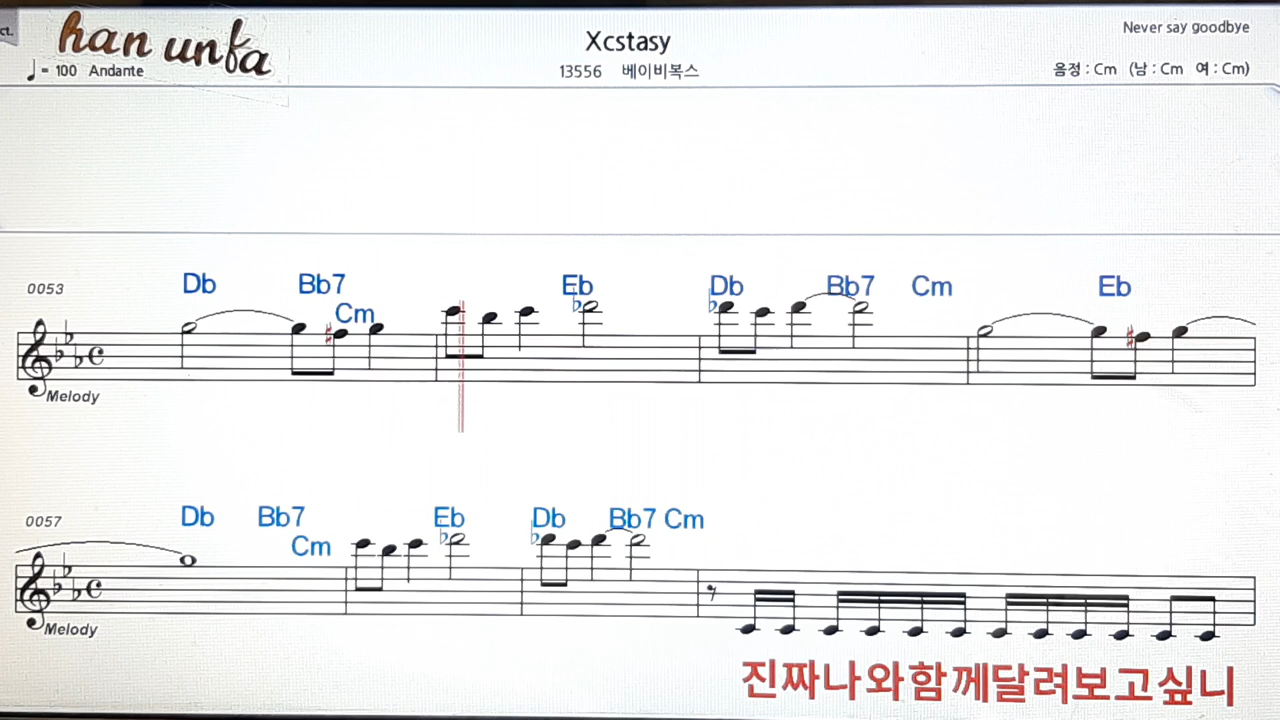 ct.
han unfa
Xcstasy
Never say goodbye
♩= 100 Andante
13556 베이비복스
음정 : Cm (남 : Cm 여 : Cm)
0053
Db Bb7 Eb Db Bb7 Cm Eb
Cm
Melody
0057
Db Bb7 Eb Db Bb7 Cm
Cm
Melody
진짜나와함께달려보고싶니